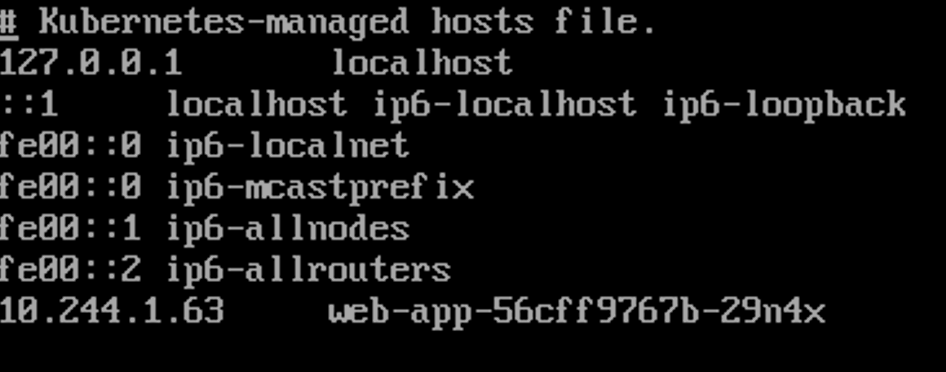 # Kubernetes-managed hosts file.
127.0.0.1 localhost
::1 localhost ip6-localhost ip6-loopback
fe00::0 ip6-localnet
fe00::0 ip6-mcastprefix
fe00::1 ip6-allnodes
fe00::2 ip6-allrouters
10.244.1.63 web-app-56cff9767b-29n4x